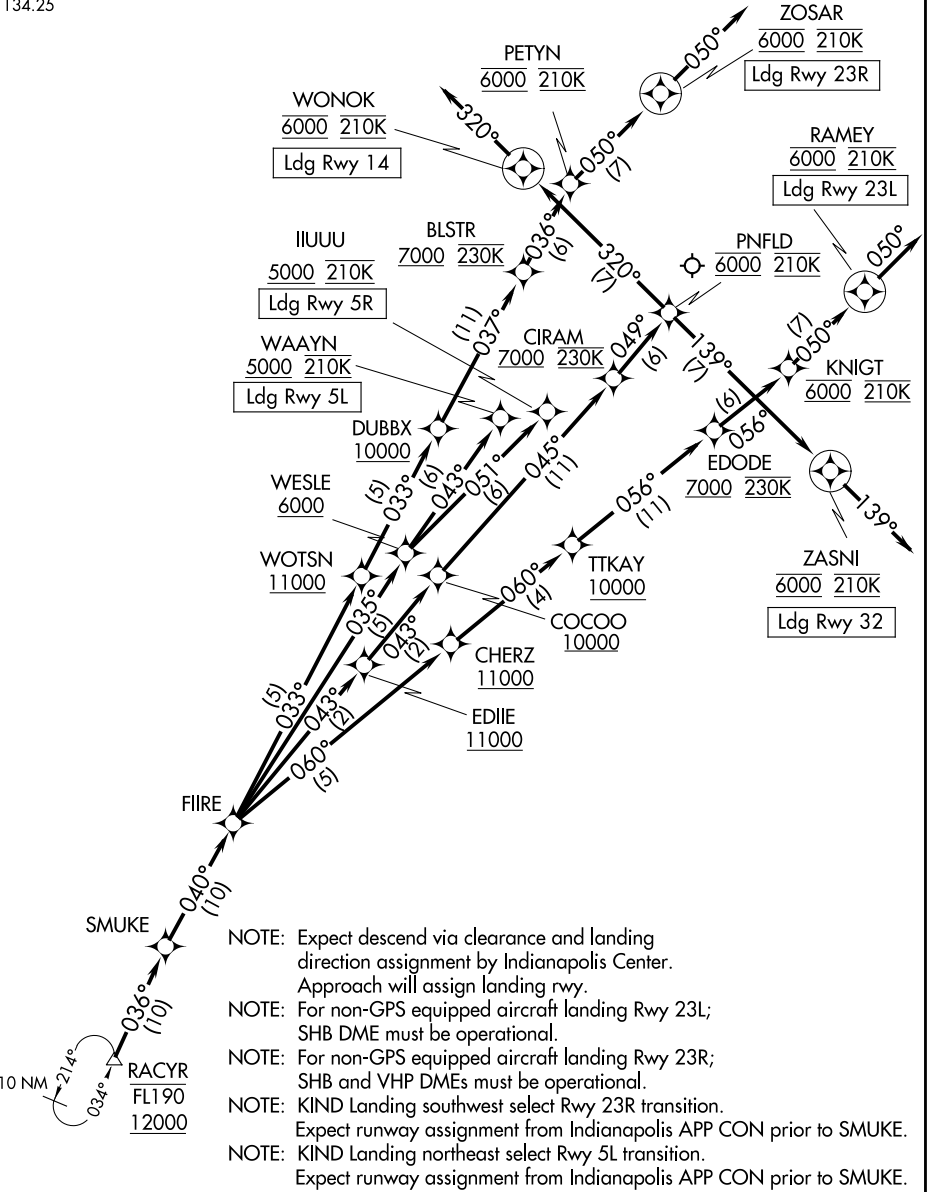 134.25
ZOSAR
6000 210K
Ldg Rwy 23R
050°
PETYN
6000 210K
WONOK
6000 210K
Ldg Rwy 14
320°
050°
(7)
RAMEY
6000 210K
Ldg Rwy 23L
050°
IIUUU
5000 210K
Ldg Rwy 5R
BLSTR
7000 230K
036°
(6)
320°
(7)
PNFLD
6000 210K
WAAYN
5000 210K
Ldg Rwy 5L
(11)
037°
CIRAM
7000 230K
049°
(6)
139°
(7)
(7)
050°
KNIGT
6000 210K
DUBBX
10000
(6)
056°
EDODE
7000 230K
WESLE
6000
(5)
033°
(6)
043°
051°
(6)
045°
(11)
056°
(11)
139°
WOTSN
11000
TTKAY
10000
ZASNI
6000 210K
Ldg Rwy 32
035°
(5)
043°
(2)
060°
(4)
COCOO
10000
CHERZ
11000
(5)
033°
043°
(2)
EDIIE
11000
060°
(5)
FIIRE
040°
(10)
SMUKE
036°
(10)
10 NM
214°
034°
RACYR
FL190
12000
NOTE: Expect descend via clearance and landing
direction assignment by Indianapolis Center.
Approach will assign landing rwy.
NOTE: For non-GPS equipped aircraft landing Rwy 23L;
SHB DME must be operational.
NOTE: For non-GPS equipped aircraft landing Rwy 23R;
SHB and VHP DMEs must be operational.
NOTE: KIND Landing southwest select Rwy 23R transition.
Expect runway assignment from Indianapolis APP CON prior to SMUKE.
NOTE: KIND Landing northeast select Rwy 5L transition.
Expect runway assignment from Indianapolis APP CON prior to SMUKE.